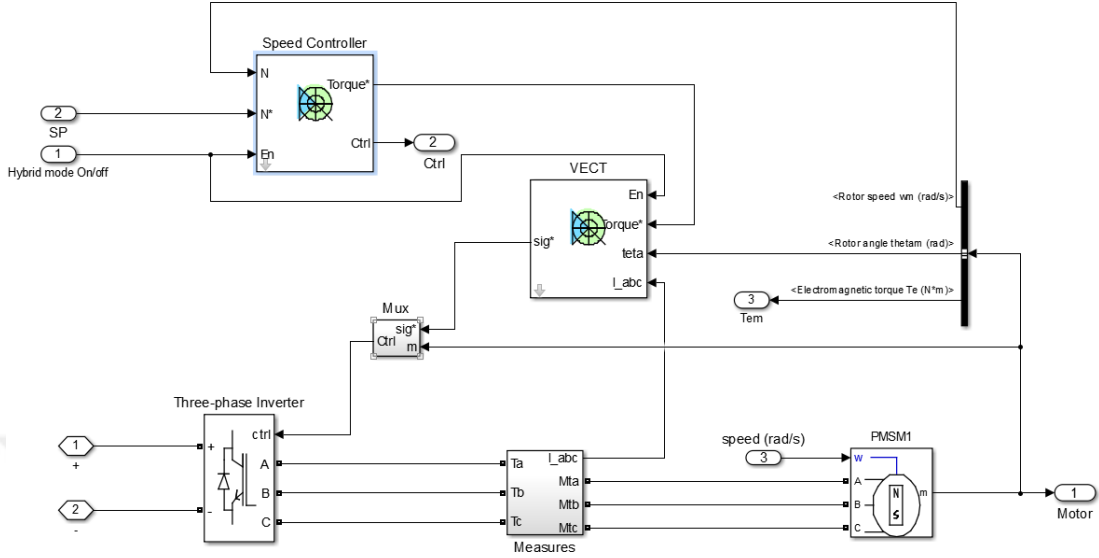 Speed Controller
N
N*
En
Torque*
Ctrl
2
SP
1
Hybrid mode On/off
2
Ctrl
VECT
En
Torque*
teta
I_abc
sig*
<Rotor speed wm (rad/s)>
<Rotor angle thetam (rad)>
<Electromagnetic torque Te (N*m)>
3
Tem
Mux
sig*
m
Ctrl
Three-phase Inverter
ctrl
+
-
A
B
C
1
+
2
-
Ta
Tb
Tc
I_abc
Mta
Mtb
Mtc
Measures
speed (rad/s)
3
PMSM1
w
A
B
C
N
S
m
1
Motor